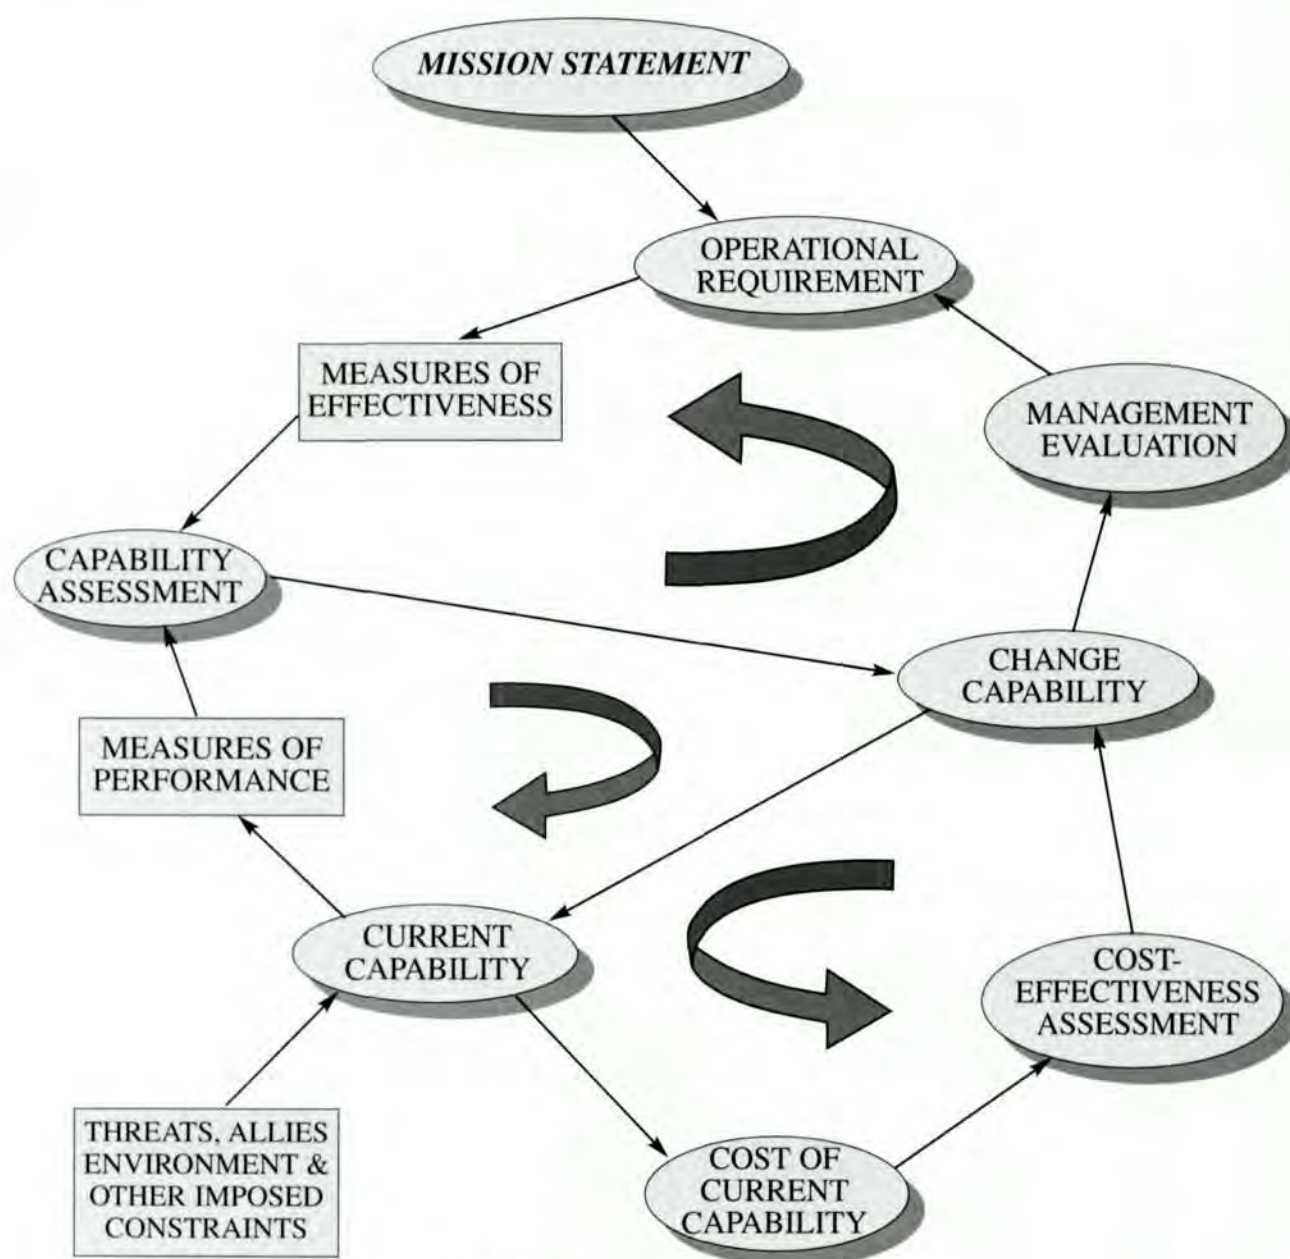 MISSION STATEMENT
OPERATIONAL
REQUIREMENT
MEASURES OF
EFFECTIVENESS
MANAGEMENT
EVALUATION
CAPABILITY
ASSESSMENT
CHANGE
CAPABILITY
MEASURES OF
PERFORMANCE
CURRENT
CAPABILITY
COST-
EFFECTIVENESS
ASSESSMENT
THREATS, ALLIES
ENVIRONMENT &
OTHER IMPOSED
CONSTRAINTS
COST OF
CURRENT
CAPABILITY